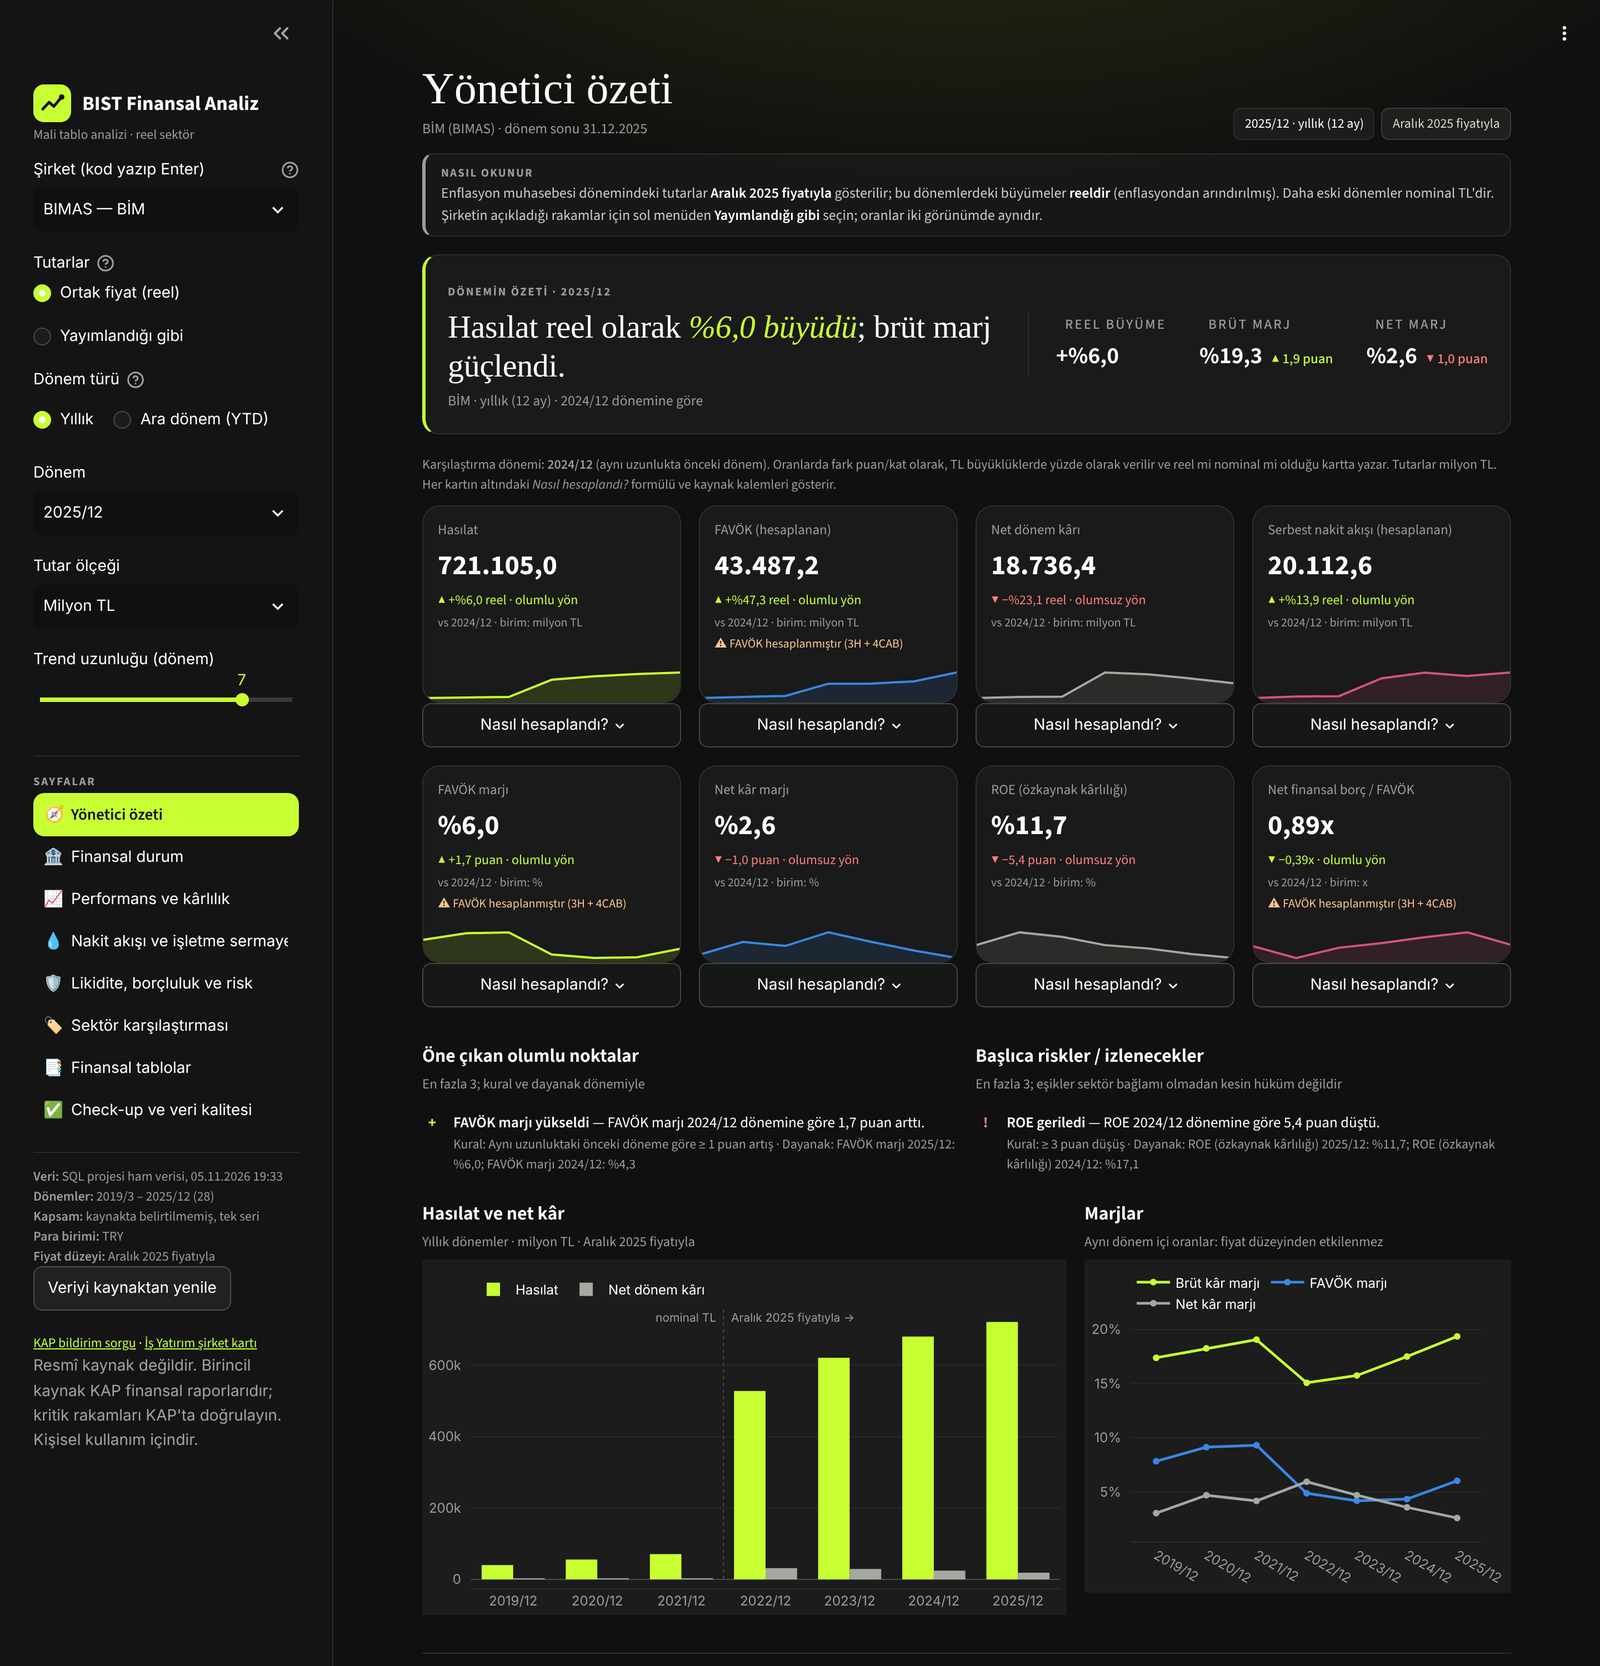 BIST Finansal Analiz
Mali tablo analizi · reel sektör
Şirket (kod yazıp Enter)
BIMAS — BİM
Tutarlar
Ortak fiyat (reel)
Yayımlandığı gibi
Dönem türü
Yıllık
Ara dönem (YTD)
Dönem
2025/12
Tutar ölçeği
Milyon TL
Trend uzunluğu (dönem)
7
SAYFALAR
Yönetici özeti
Finansal durum
Performans ve kârlılık
Nakit akışı ve işletme sermaye
Likidite, borçluluk ve risk
Sektör karşılaştırması
Finansal tablolar
Check-up ve veri kalitesi
Veri: SQL projesi ham verisi, 05.11.2026 19:33
Dönemler: 2019/3 – 2025/12 (28)
Kapsam: kaynakta belirtilmemiş, tek seri
Para birimi: TRY
Fiyat düzeyi: Aralık 2025 fiyatıyla
Veriyi kaynaktan yenile
KAP bildirim sorgu · İş Yatırım şirket kartı
Resmî kaynak değildir. Birincil
kaynak KAP finansal raporlarıdır;
kritik rakamları KAP'ta doğrulayın.
Kişisel kullanım içindir.
Yönetici özeti
BİM (BIMAS) · dönem sonu 31.12.2025
2025/12 · yıllık (12 ay)
Aralık 2025 fiyatıyla
NASIL OKUNUR
Enflasyon muhasebesi dönemindeki tutarlar Aralık 2025 fiyatıyla gösterilir; bu dönemlerdeki büyümeler reeldir (enflasyondan arındırılmış). Daha eski dönemler nominal TL'dir.
Şirketin açıkladığı rakamlar için sol menüden Yayımlandığı gibi seçin; oranlar iki görünümde aynıdır.
DÖNEMİN ÖZETİ · 2025/12
Hasılat reel olarak %6,0 büyüdü; brüt marj
güçlendi.
BİM · yıllık (12 ay) · 2024/12 dönemine göre
REEL BÜYÜME
+%6,0
BRÜT MARJ
%19,3 ▲ 1,9 puan
NET MARJ
%2,6 ▼ 1,0 puan
Karşılaştırma dönemi: 2024/12 (aynı uzunlukta önceki dönem). Oranlarda fark puan/kat olarak, TL büyüklüklerde yüzde olarak verilir ve reel mi nominal mi olduğu kartta yazar. Tutarlar milyon TL.
Her kartın altındaki Nasıl hesaplandı? formülü ve kaynak kalemleri gösterir.
Hasılat
721.105,0
▲ +%6,0 reel · olumlu yön
vs 2024/12 · birim: milyon TL
Nasıl hesaplandı?
FAVÖK (hesaplanan)
43.487,2
▲ +%47,3 reel · olumlu yön
vs 2024/12 · birim: milyon TL
⚠ FAVÖK hesaplanmıştır (3H + 4CAB)
Nasıl hesaplandı?
Net dönem kârı
18.736,4
▼ −%23,1 reel · olumsuz yön
vs 2024/12 · birim: milyon TL
Nasıl hesaplandı?
Serbest nakit akışı (hesaplanan)
20.112,6
▲ +%13,9 reel · olumlu yön
vs 2024/12 · birim: milyon TL
Nasıl hesaplandı?
FAVÖK marjı
%6,0
▲ +1,7 puan · olumlu yön
vs 2024/12 · birim: %
⚠ FAVÖK hesaplanmıştır (3H + 4CAB)
Nasıl hesaplandı?
Net kâr marjı
%2,6
▼ −1,0 puan · olumsuz yön
vs 2024/12 · birim: %
Nasıl hesaplandı?
ROE (özkaynak kârlılığı)
%11,7
▼ −5,4 puan · olumsuz yön
vs 2024/12 · birim: %
Nasıl hesaplandı?
Net finansal borç / FAVÖK
0,89x
▼ −0,39x · olumlu yön
vs 2024/12 · birim: x
⚠ FAVÖK hesaplanmıştır (3H + 4CAB)
Nasıl hesaplandı?
Öne çıkan olumlu noktalar
En fazla 3; kural ve dayanak dönemiyle
+ FAVÖK marjı yükseldi — FAVÖK marjı 2024/12 dönemine göre 1,7 puan arttı.
Kural: Aynı uzunluktaki önceki döneme göre ≥ 1 puan artış · Dayanak: FAVÖK marjı 2025/12:
%6,0; FAVÖK marjı 2024/12: %4,3
Başlıca riskler / izlenecekler
En fazla 3; eşikler sektör bağlamı olmadan kesin hüküm değildir
! ROE geriledi — ROE 2024/12 dönemine göre 5,4 puan düştü.
Kural: ≥ 3 puan düşüş · Dayanak: ROE (özkaynak kârlılığı) 2025/12: %11,7; ROE (özkaynak
kârlılığı) 2024/12: %17,1
Hasılat ve net kâr
Yıllık dönemler · milyon TL · Aralık 2025 fiyatıyla
Hasılat
Net dönem kârı
nominal TL
Aralık 2025 fiyatıyla →
600k
400k
200k
0
2019/12 2020/12 2021/12 2022/12 2023/12 2024/12 2025/12
Marjlar
Aynı dönem içi oranlar: fiyat düzeyinden etkilenmez
Brüt kâr marjı
FAVÖK marjı
Net kâr marjı
20%
15%
10%
5%
2019/12 2020/12 2021/12 2022/12 2023/12 2024/12 2025/12